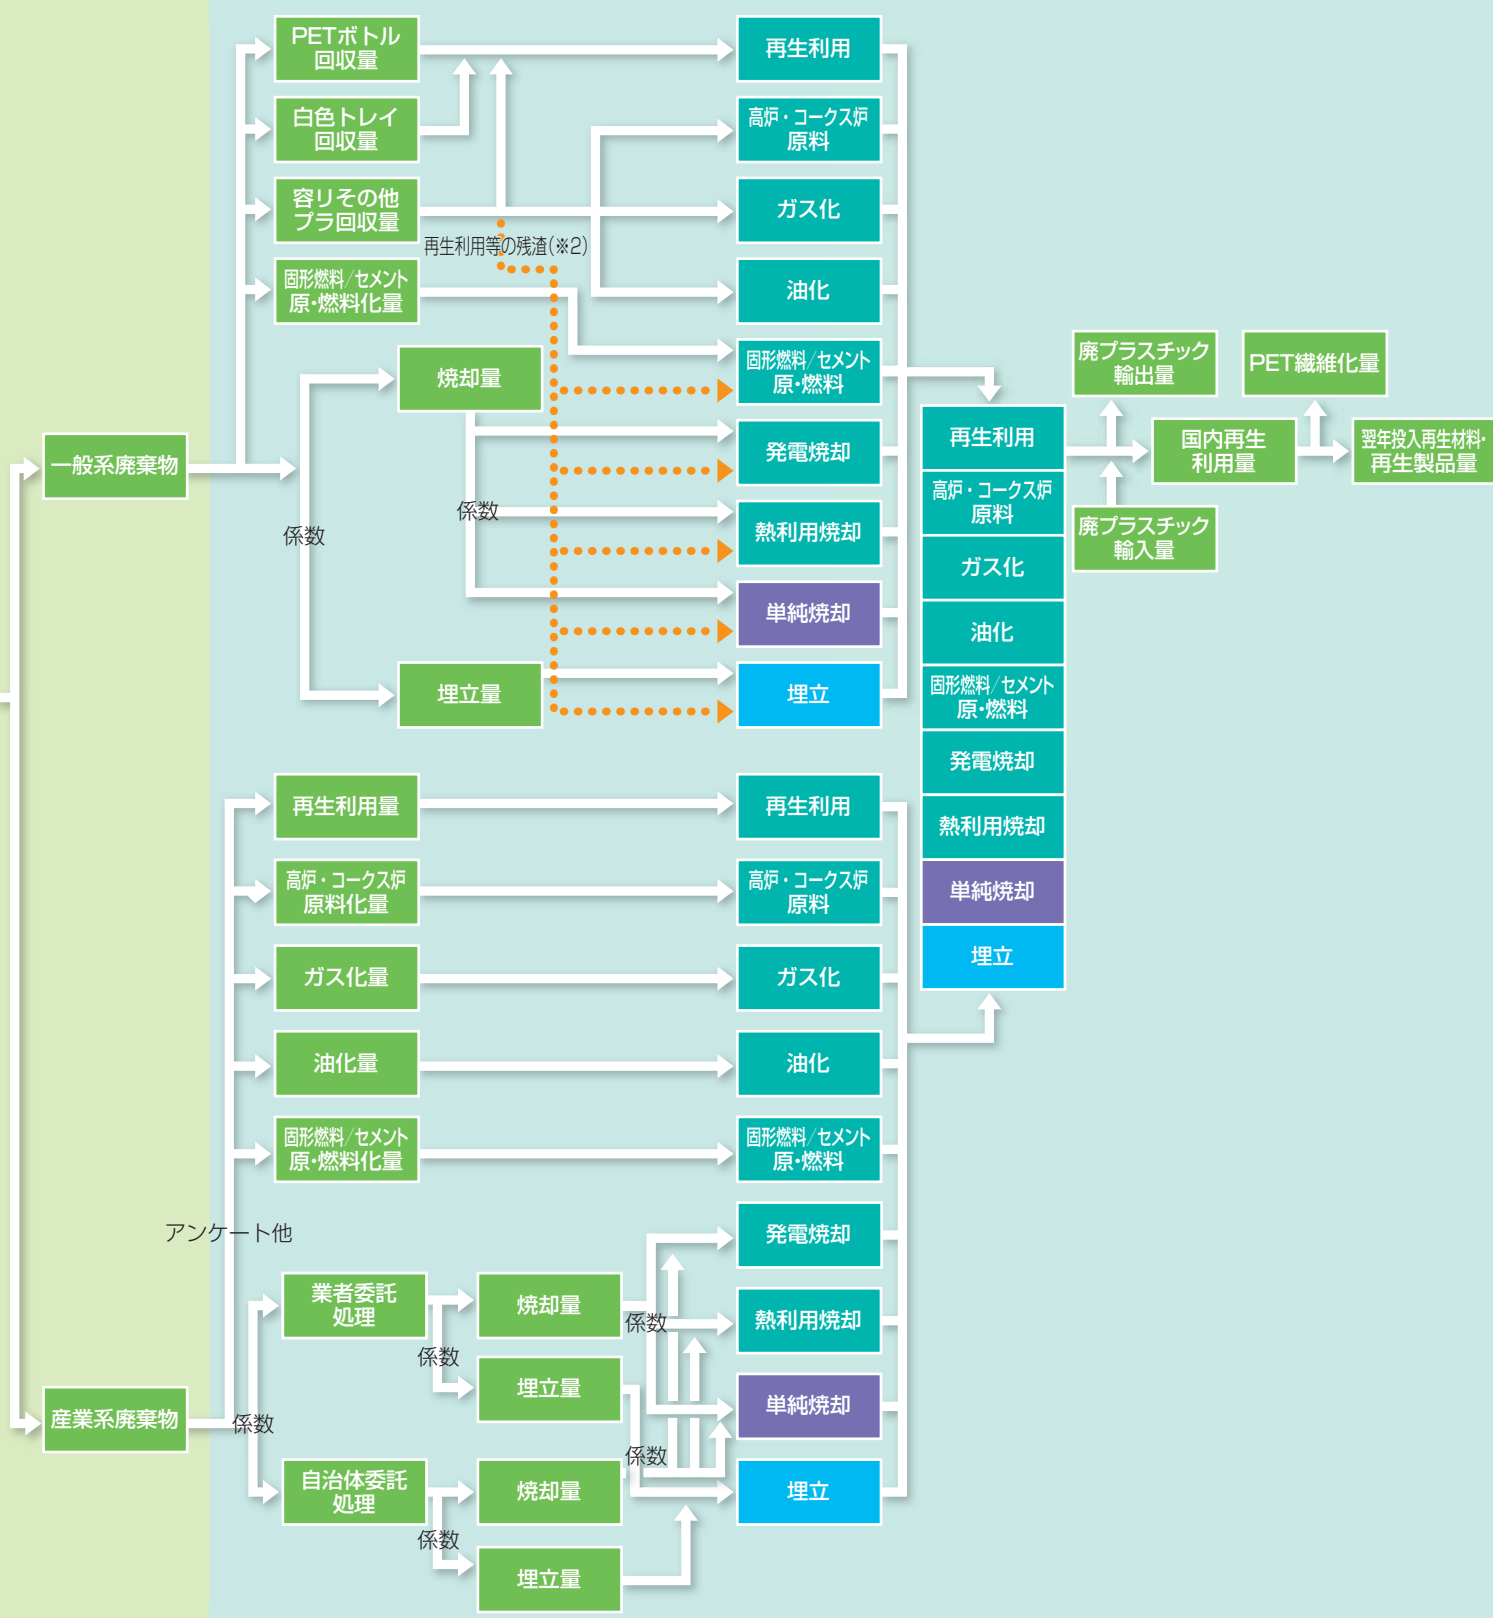 PETボトル
回収量
白色トレイ
回収量
容リその他
プラ回収量
再生利用等の残渣(※2)
固形燃料/セメント
原・燃料化量
焼却量
一般系廃棄物
係数
係数
埋立量
再生利用
高炉・コークス炉
原料
ガス化
油化
固形燃料/セメント
原・燃料
発電焼却
熱利用焼却
単純焼却
埋立
再生利用量
高炉・コークス炉
原料化量
ガス化量
油化量
固形燃料/セメント
原・燃料化量
アンケート他
業者委託
処理
係数
焼却量
埋立量
産業系廃棄物
係数
自治体委託
処理
係数
焼却量
埋立量
係数
係数
再生利用
高炉・コークス炉
原料
ガス化
油化
固形燃料/セメント
原・燃料
発電焼却
熱利用焼却
単純焼却
埋立
再生利用
高炉・コークス炉
原料
ガス化
油化
固形燃料/セメント
原・燃料
発電焼却
熱利用焼却
単純焼却
埋立
廃プラスチック
輸出量
PET繊維化量
国内再生
利用量
翌年投入再生材料・
再生製品量
廃プラスチック
輸入量